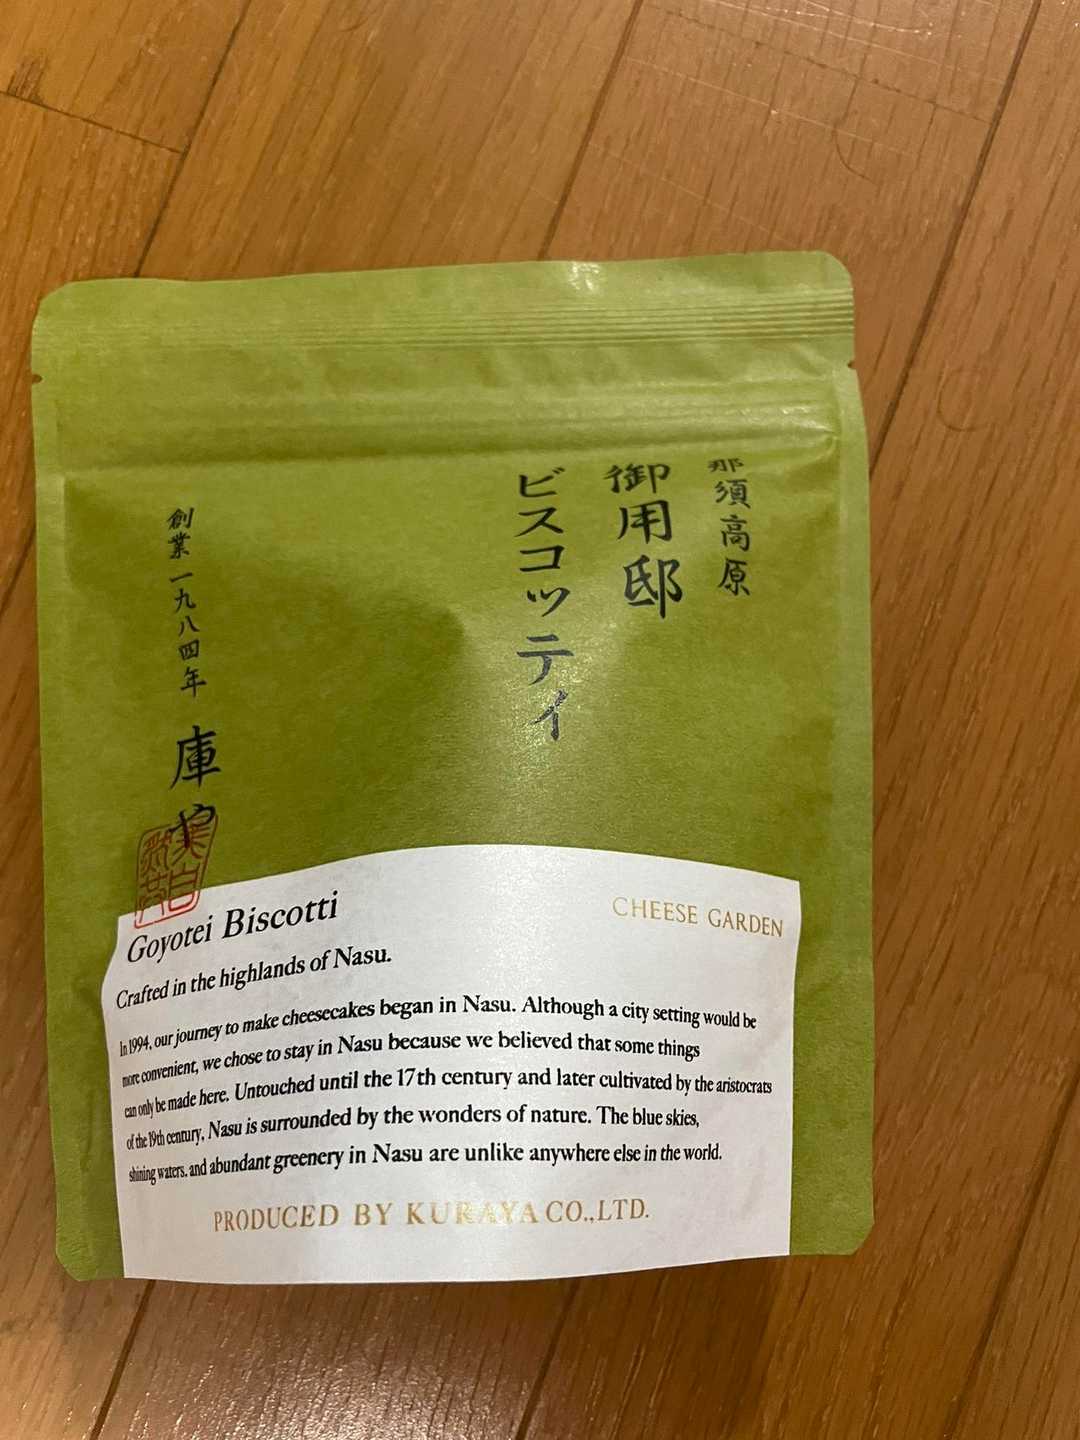 那須高原
御用邸
ビスコッティ
創業一九八四年 庫や
Goyotei Biscotti
CHEESE GARDEN
Crafted in the highlands of Nasu.
In 1994, our journey to make cheesecakes began in Nasu. Although a city setting would be
more convenient, we chose to stay in Nasu because we believed that some things
can only be made here. Untouched until the 17th century and later cultivated by the aristocrats
of the 19th century, Nasu is surrounded by the wonders of nature. The blue skies,
shining waters, and abundant greenery in Nasu are unlike anywhere else in the world.
PRODUCED BY KURAYA CO.,LTD.